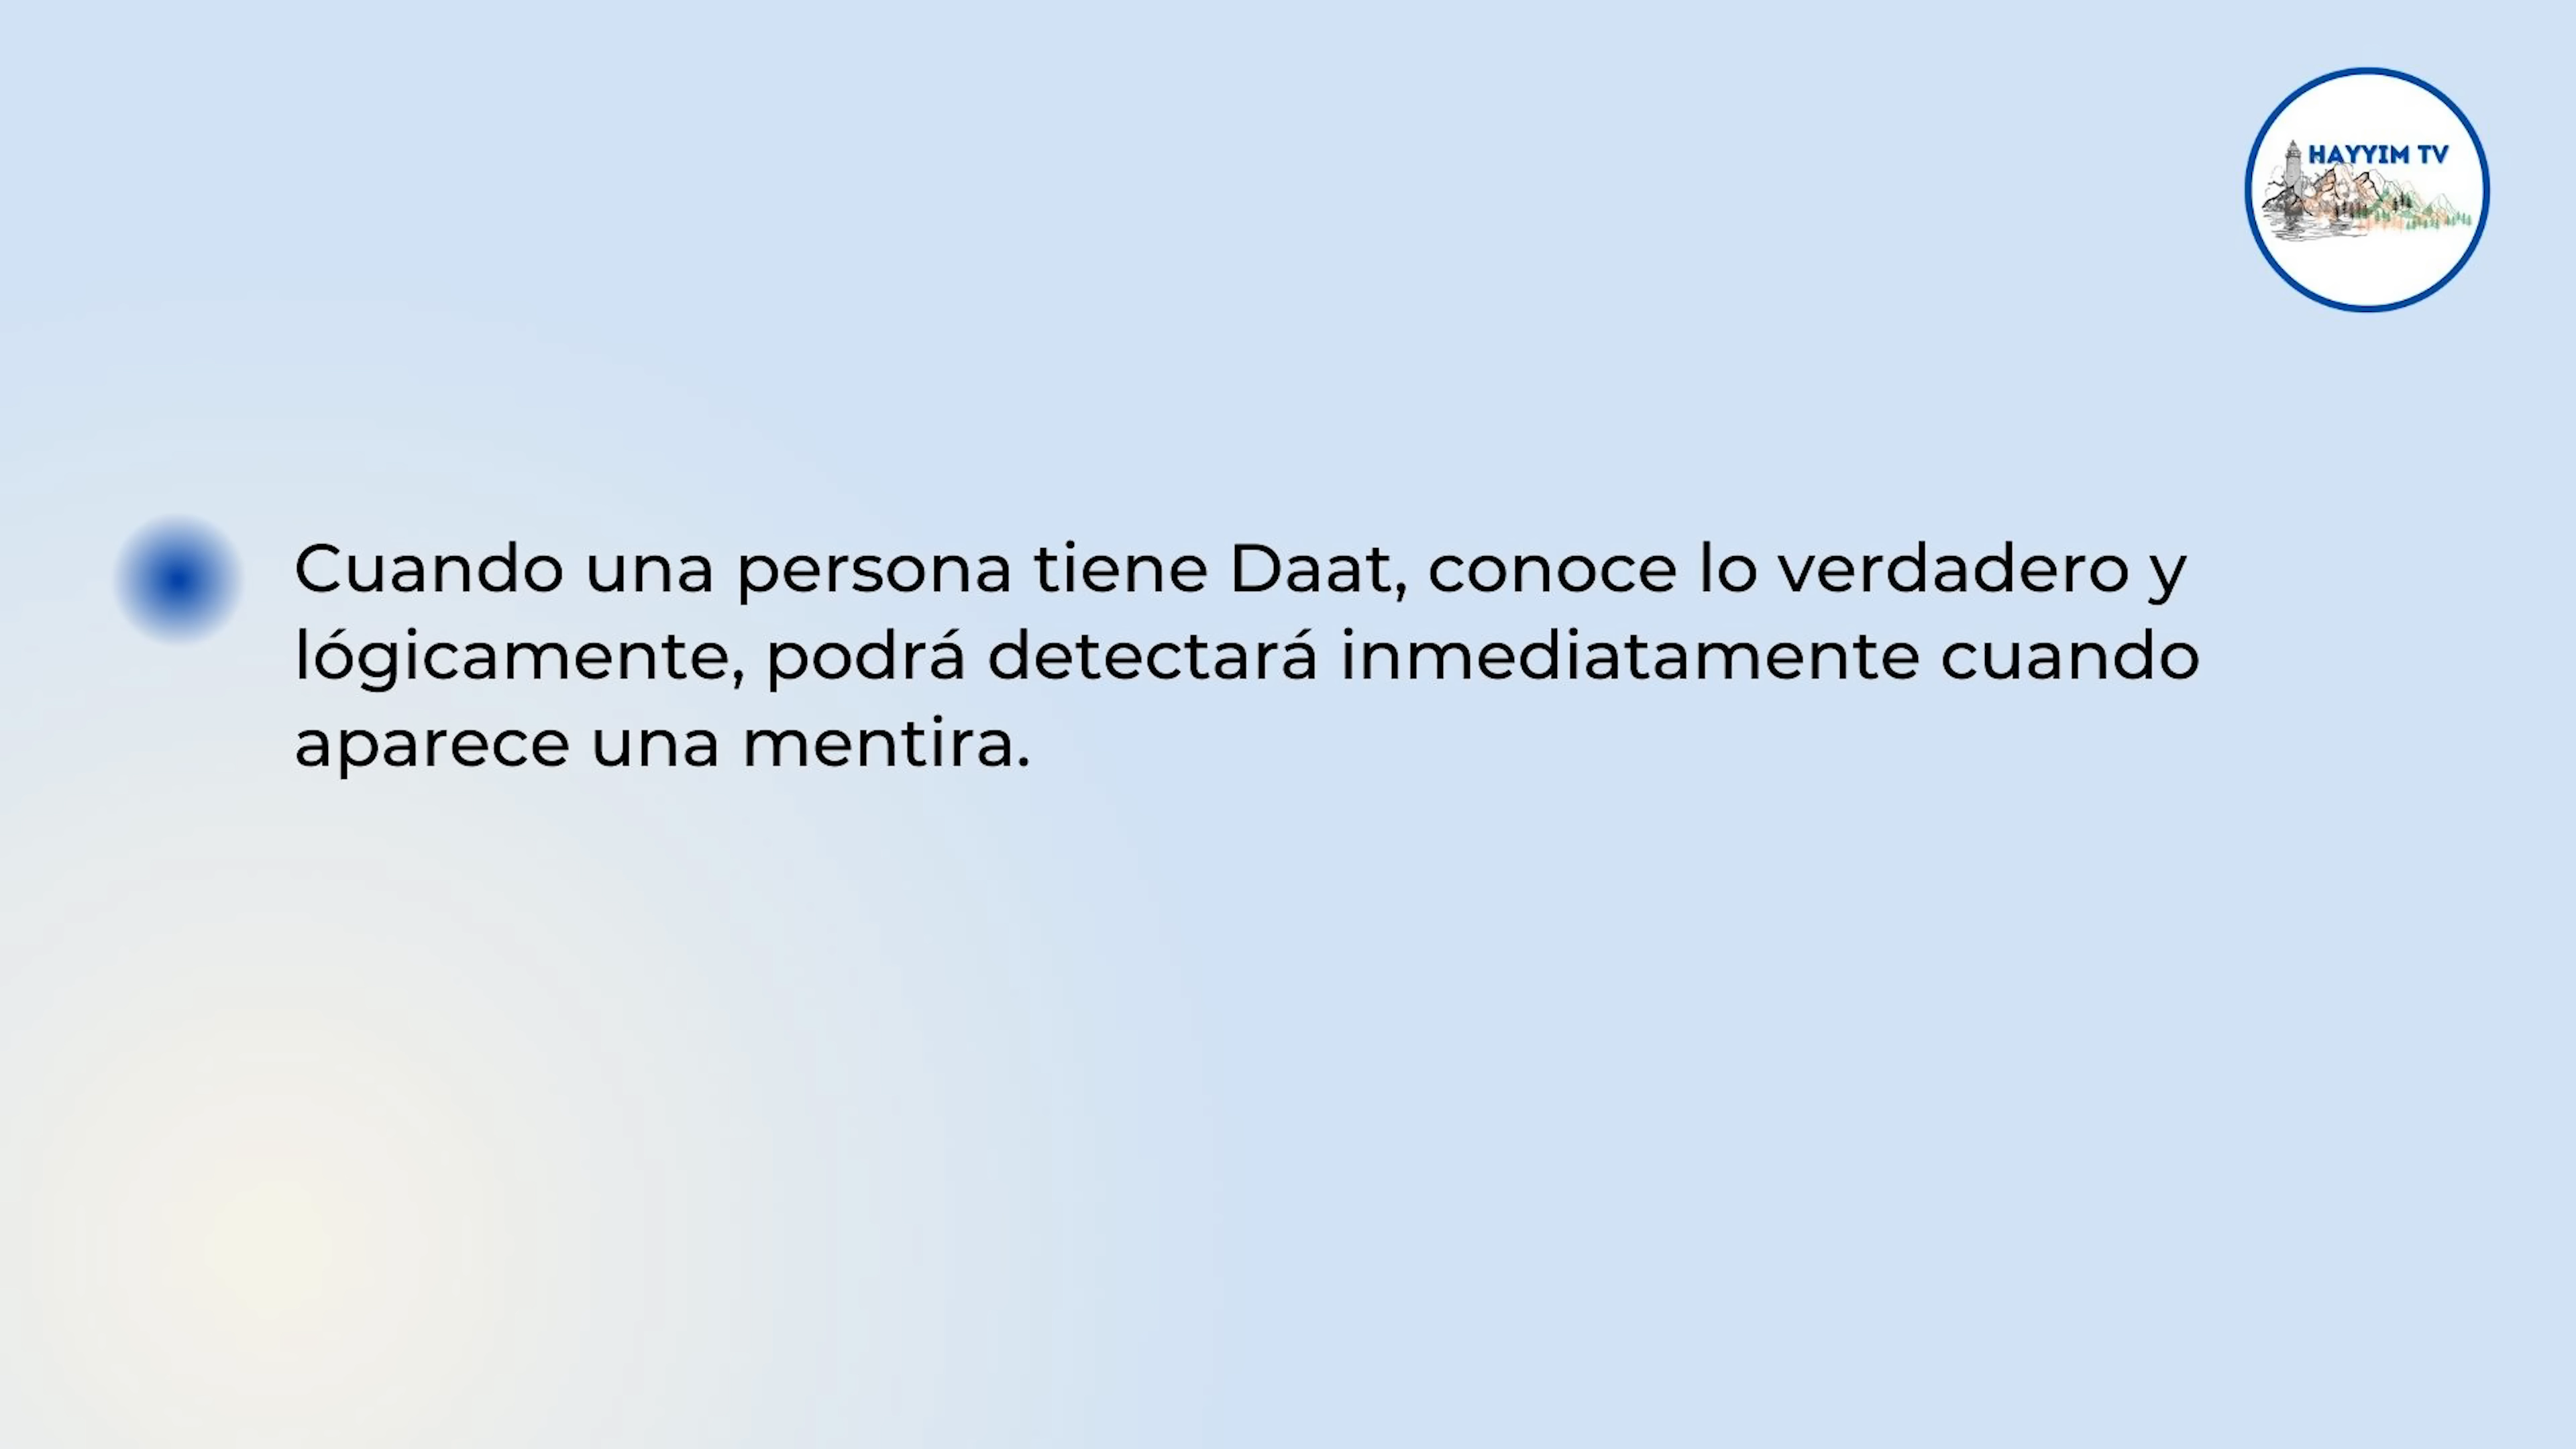 HAYYIM TV
Cuando una persona tiene Daat, conoce lo verdadero y
lógicamente, podrá detectará inmediatamente cuando
aparece una mentira.